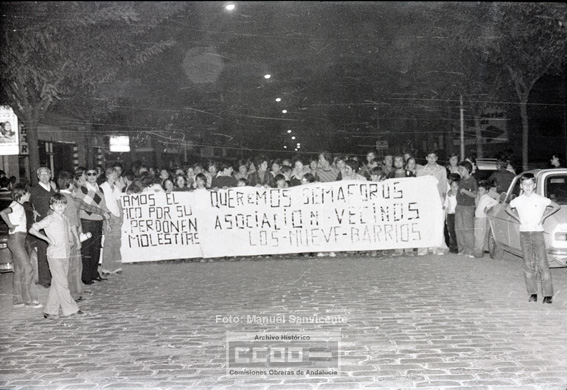 AMOS EL
ICO POR SU
PERDONEN
MOLESTIAS
QUEREMOS SEMAFORUS
ASOCIACION-VECINOS
LOS-NUEVE-BARRIOS
Foto: Manuel Sanvicente
Archivo Histórico
CCOO
Comisiones Obreras de Andalucía